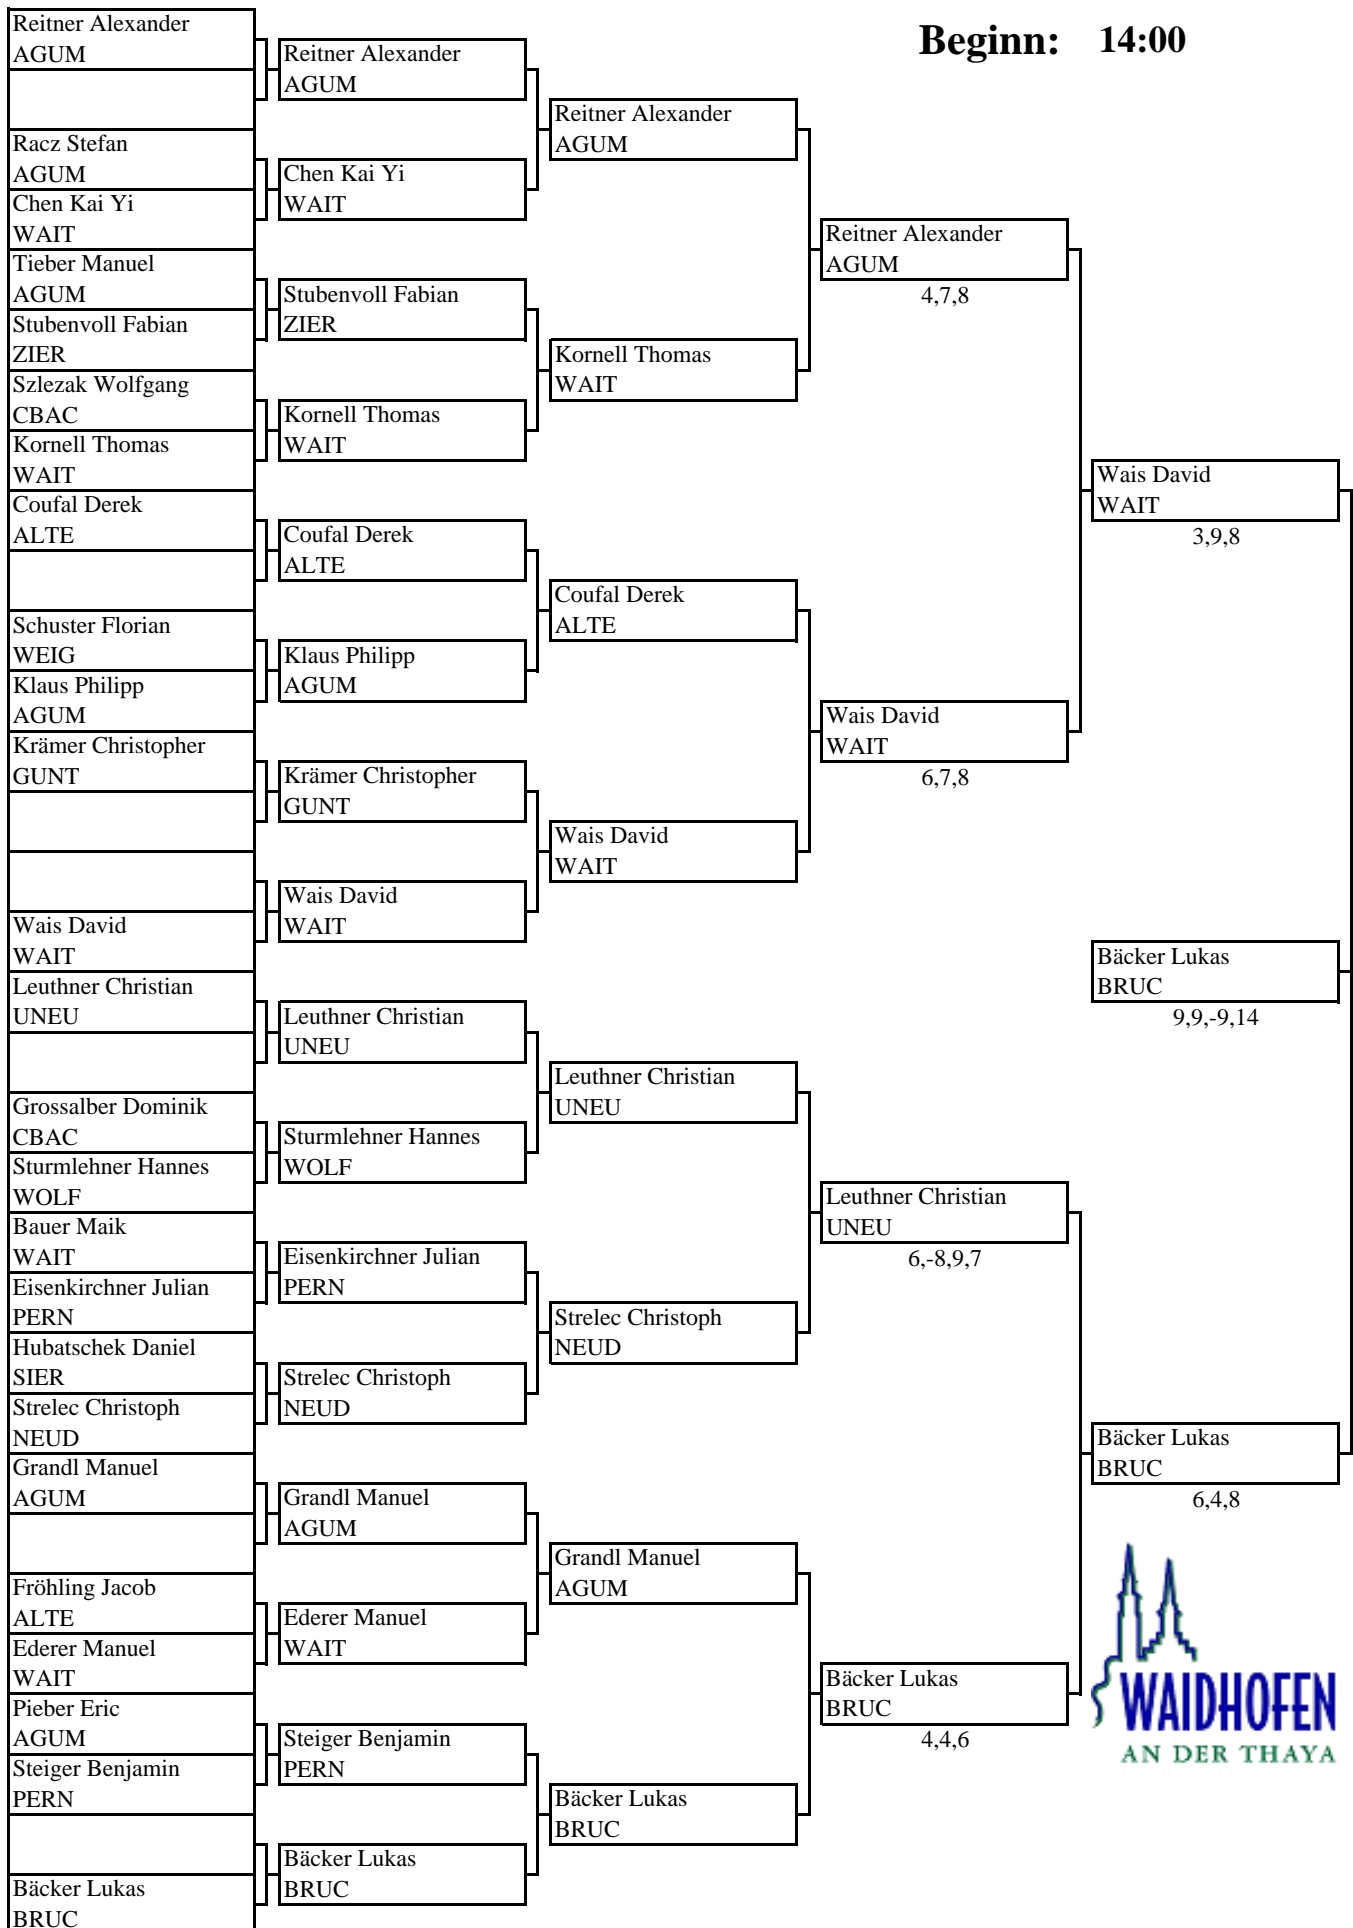 Beginn: 14:00
Reitner Alexander
AGUM
Racz Stefan
AGUM
Chen Kai Yi
WAIT
Tieber Manuel
AGUM
Stubenvoll Fabian
ZIER
Szlezak Wolfgang
CBAC
Kornell Thomas
WAIT
Coufal Derek
ALTE
Schuster Florian
WEIG
Klaus Philipp
AGUM
Krämer Christopher
GUNT
Wais David
WAIT
Leuthner Christian
UNEU
Grossalber Dominik
CBAC
Sturmlehner Hannes
WOLF
Bauer Maik
WAIT
Eisenkirchner Julian
PERN
Hubatschek Daniel
SIER
Strelec Christoph
NEUD
Grandl Manuel
AGUM
Fröhling Jacob
ALTE
Ederer Manuel
WAIT
Pieber Eric
AGUM
Steiger Benjamin
PERN
Bäcker Lukas
BRUC
Reitner Alexander
AGUM
Chen Kai Yi
WAIT
Stubenvoll Fabian
ZIER
Kornell Thomas
WAIT
Coufal Derek
ALTE
Klaus Philipp
AGUM
Krämer Christopher
GUNT
Wais David
WAIT
Leuthner Christian
UNEU
Sturmlehner Hannes
WOLF
Eisenkirchner Julian
PERN
Strelec Christoph
NEUD
Grandl Manuel
AGUM
Ederer Manuel
WAIT
Steiger Benjamin
PERN
Bäcker Lukas
BRUC
Reitner Alexander
AGUM
Kornell Thomas
WAIT
Coufal Derek
ALTE
Wais David
WAIT
Leuthner Christian
UNEU
Strelec Christoph
NEUD
Grandl Manuel
AGUM
Bäcker Lukas
BRUC
Reitner Alexander
AGUM
4,7,8
Wais David
WAIT
6,7,8
Leuthner Christian
UNEU
6,-8,9,7
Bäcker Lukas
BRUC
4,4,6
Wais David
WAIT
3,9,8
Bäcker Lukas
BRUC
9,9,-9,14
Bäcker Lukas
BRUC
6,4,8
WAIDHOFEN
AN DER THAYA